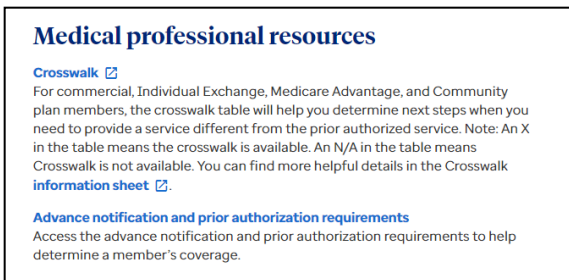 Medical professional resources
Crosswalk
For commercial, Individual Exchange, Medicare Advantage, and Community
plan members, the crosswalk table will help you determine next steps when you
need to provide a service different from the prior authorized service. Note: An X
in the table means the crosswalk is available. An N/A in the table means
Crosswalk is not available. You can find more helpful details in the Crosswalk
information sheet.
Advance notification and prior authorization requirements
Access the advance notification and prior authorization requirements to help
determine a member's coverage.